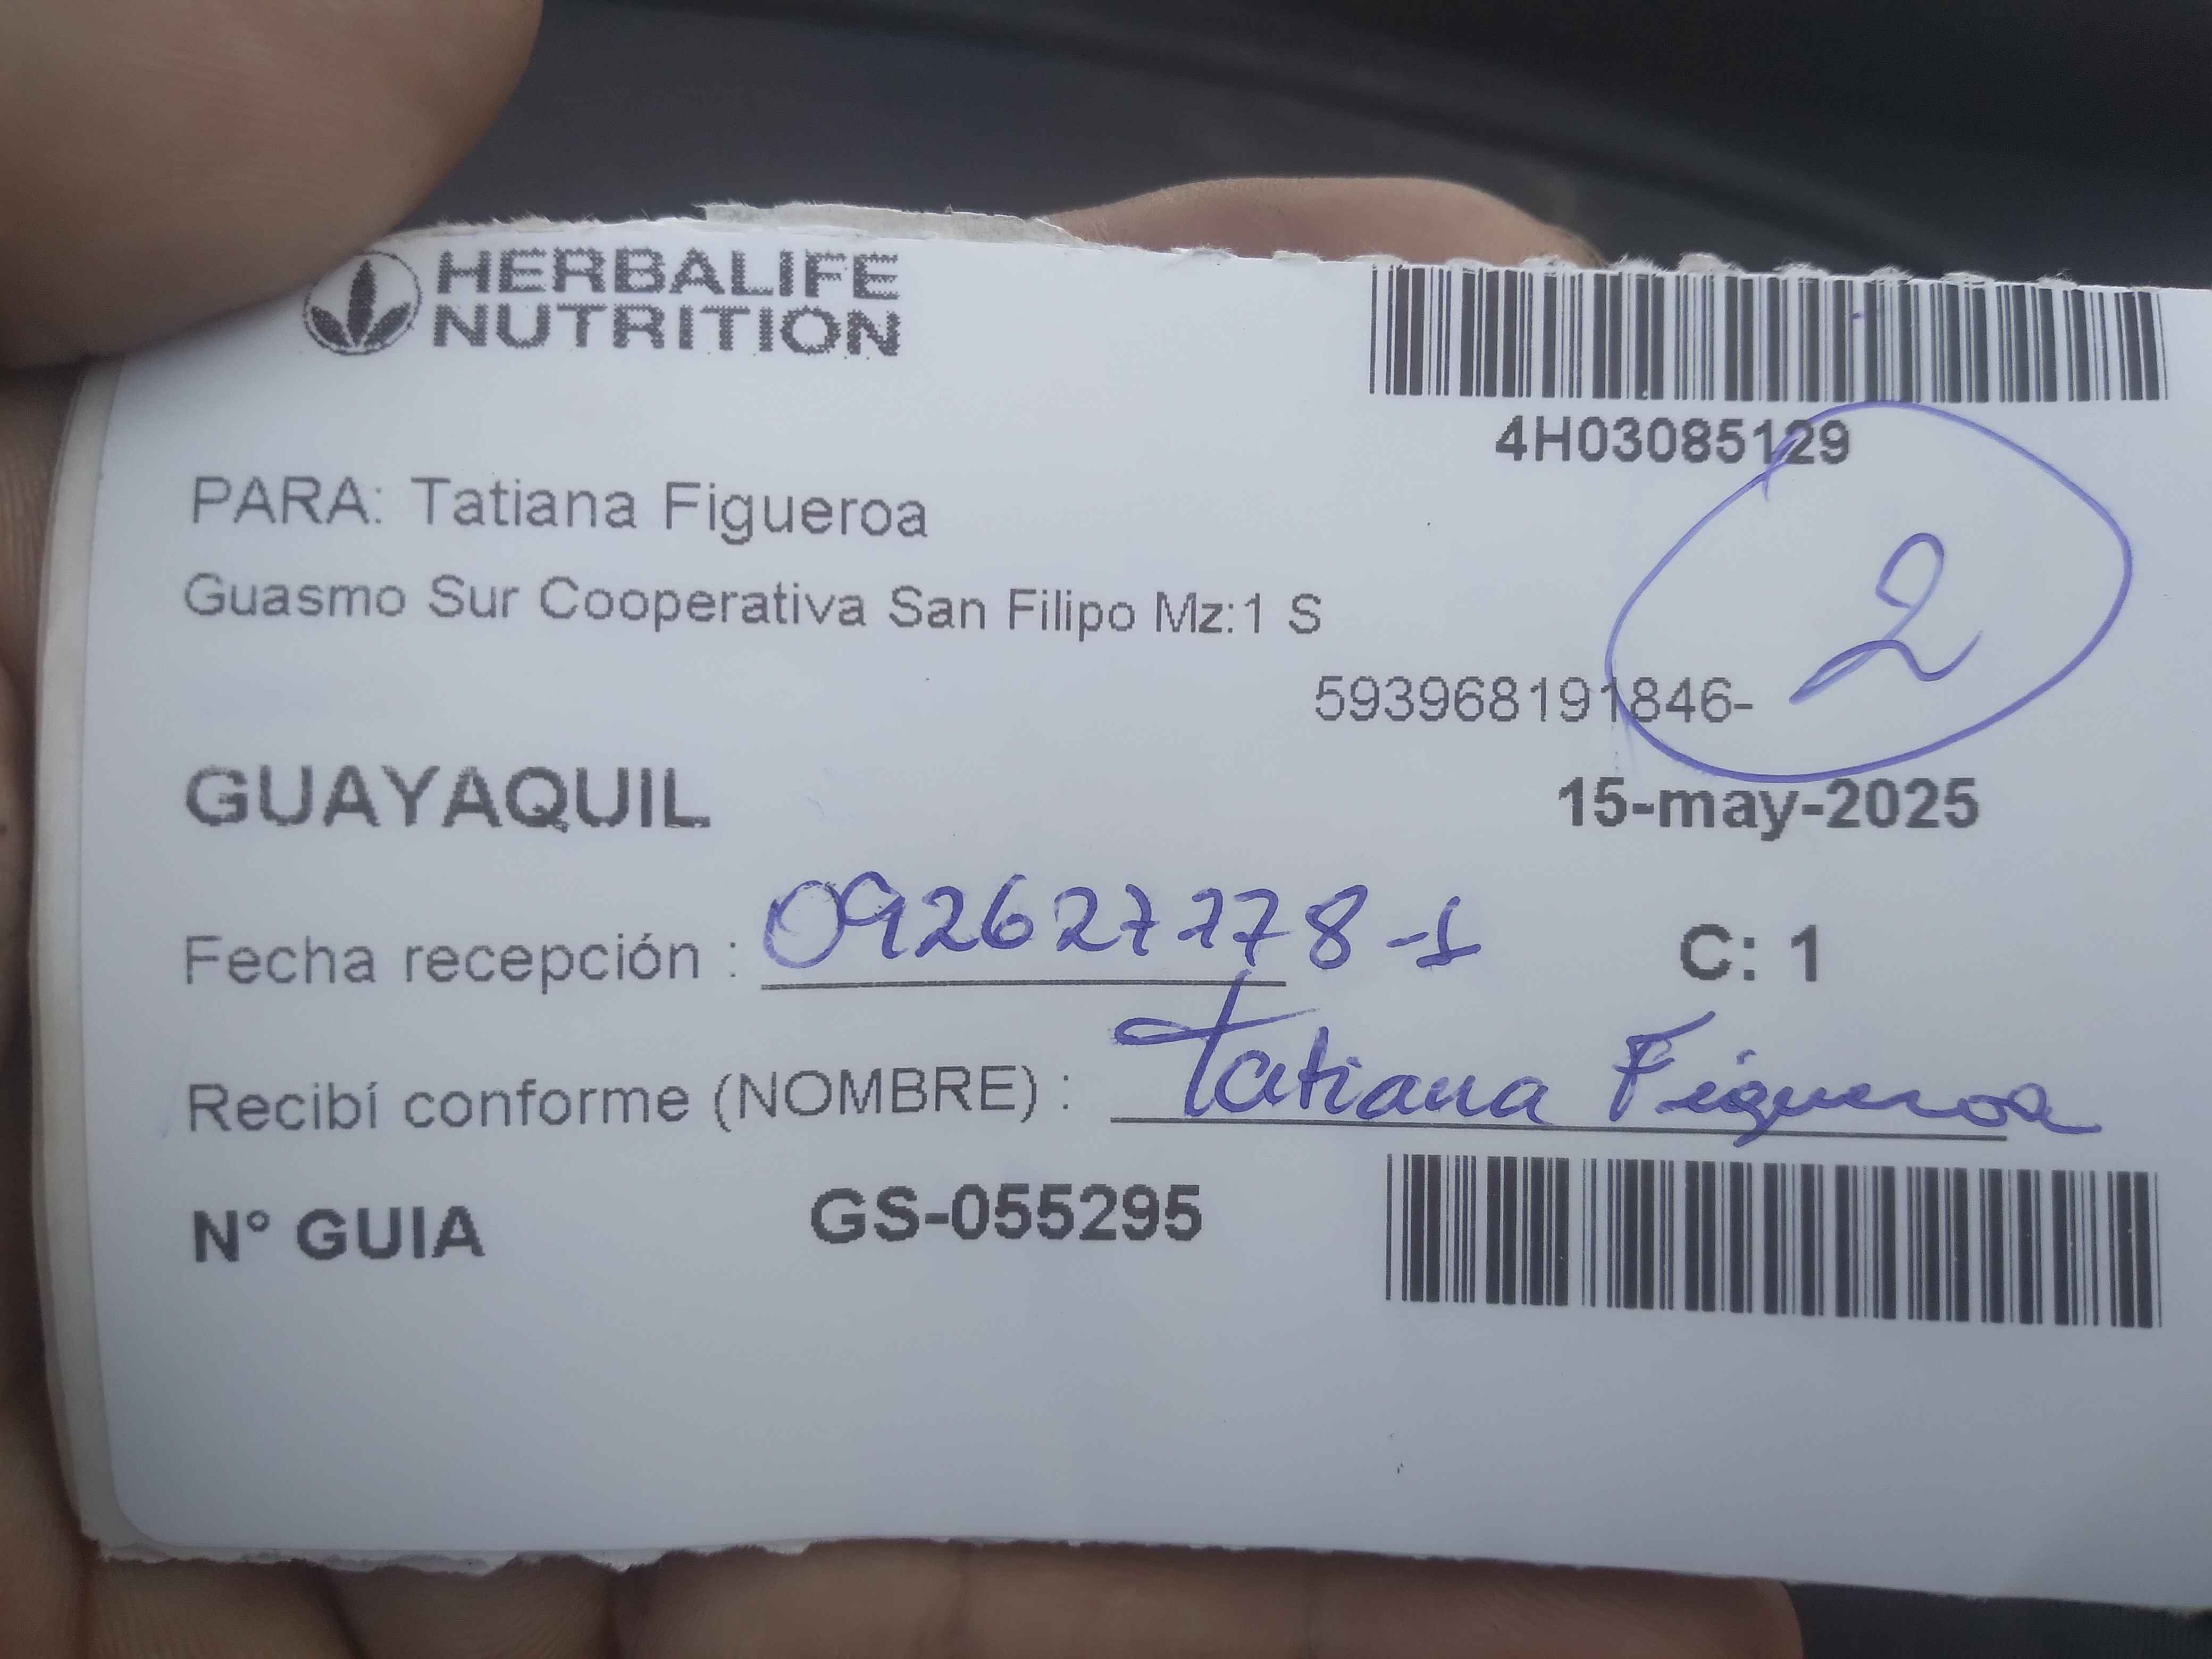 HERBALIFE
NUTRITION
4H03085129
PARA: Tatiana Figueroa
2
Guasmo Sur Cooperativa San Filipo Mz:1 S
593968191846-
GUAYAQUIL
15-may-2025
Fecha recepción : 092627778-1
C: 1
Recibí conforme (NOMBRE) : Tatiana Figueroa
N° GUIA GS-055295